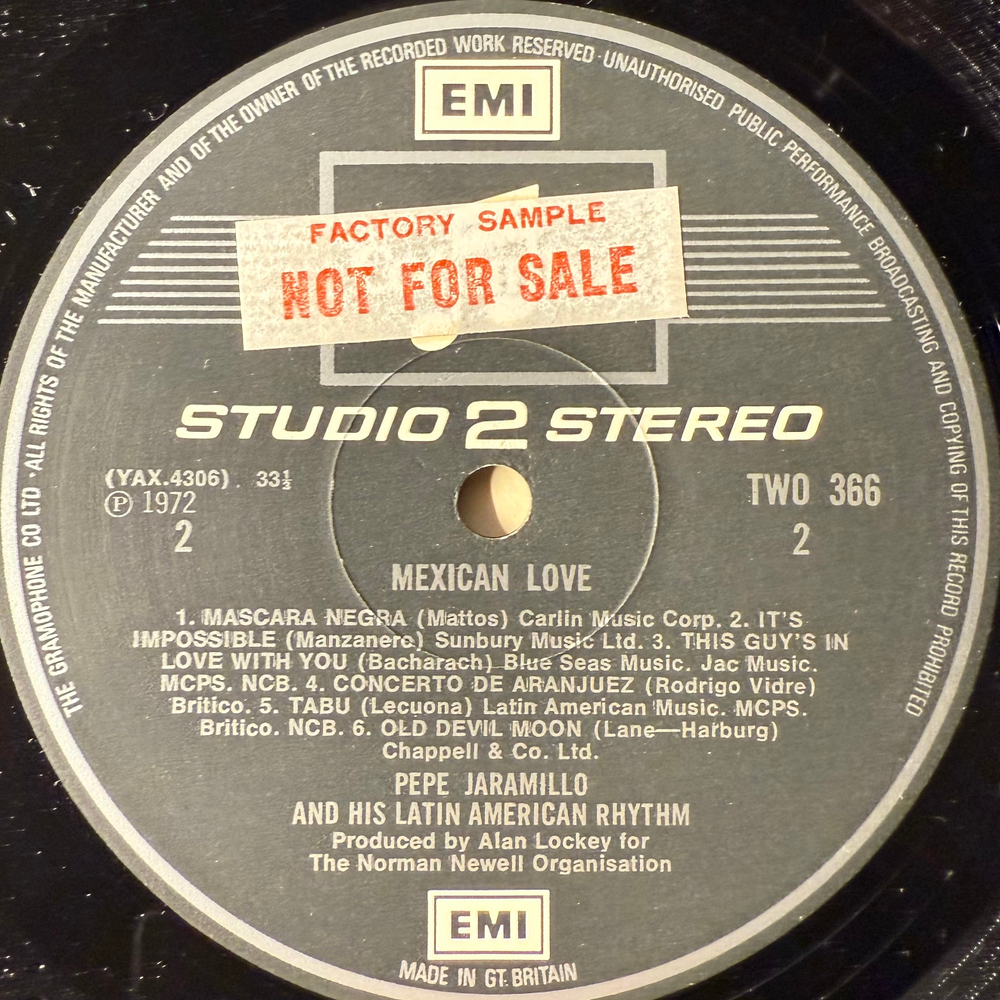 THE GRAMOPHONE CO LTD · ALL RIGHTS OF THE MANUFACTURER AND OF THE OWNER OF THE RECORDED WORK RESERVED · UNAUTHORISED PUBLIC PERFORMANCE BROADCASTING AND COPYING OF THIS RECORD PROHIBITED
EMI
FACTORY SAMPLE
NOT FOR SALE
STUDIO 2 STEREO
(YAX.4306) . 33⅓
TWO 366
Ⓟ 1972
2
2
MEXICAN LOVE
1. MASCARA NEGRA (Mattos) Carlin Music Corp. 2. IT'S
IMPOSSIBLE (Manzanero) Sunbury Music Ltd. 3. THIS GUY'S IN
LOVE WITH YOU (Bacharach) Blue Seas Music. Jac Music.
MCPS. NCB. 4. CONCERTO DE ARANJUEZ (Rodrigo Vidre)
Britico. 5. TABU (Lecuona) Latin American Music. MCPS.
Britico. NCB. 6. OLD DEVIL MOON (Lane—Harburg)
Chappell & Co. Ltd.
PEPE JARAMILLO
AND HIS LATIN AMERICAN RHYTHM
Produced by Alan Lockey for
The Norman Newell Organisation
EMI
MADE IN GT. BRITAIN